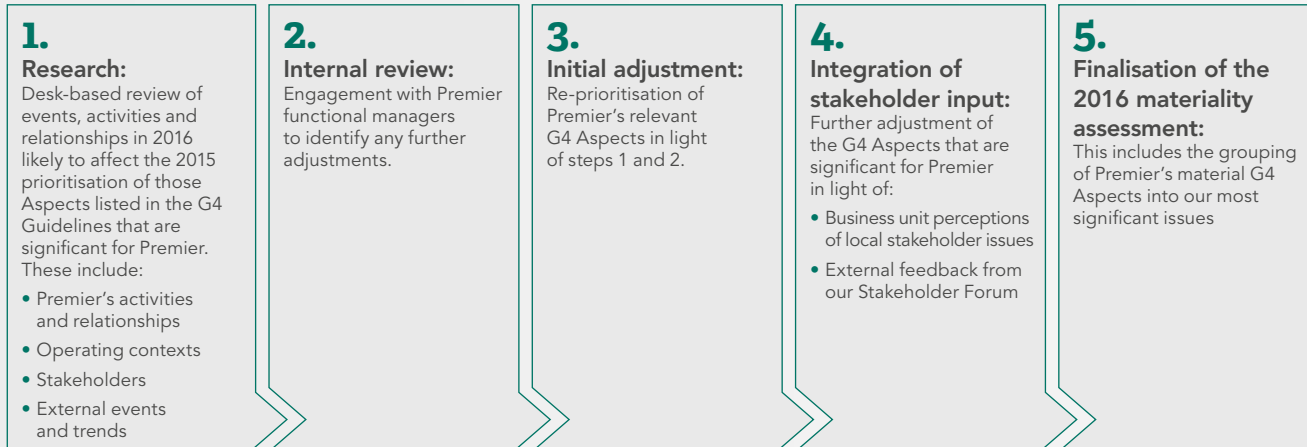 1.
Research:
Desk-based review of
events, activities and
relationships in 2016
likely to affect the 2015
prioritisation of those
Aspects listed in the G4
Guidelines that are
significant for Premier.
These include:
• Premier’s activities
and relationships
• Operating contexts
• Stakeholders
• External events
and trends
2.
Internal review:
Engagement with Premier
functional managers
to identify any further
adjustments.
3.
Initial adjustment:
Re-prioritisation of
Premier’s relevant
G4 Aspects in light
of steps 1 and 2.
4.
Integration of
stakeholder input:
Further adjustment of
the G4 Aspects that are
significant for Premier
in light of:
• Business unit perceptions
of local stakeholder issues
• External feedback from
our Stakeholder Forum
5.
Finalisation of the
2016 materiality
assessment:
This includes the grouping
of Premier’s material G4
Aspects into our most
significant issues